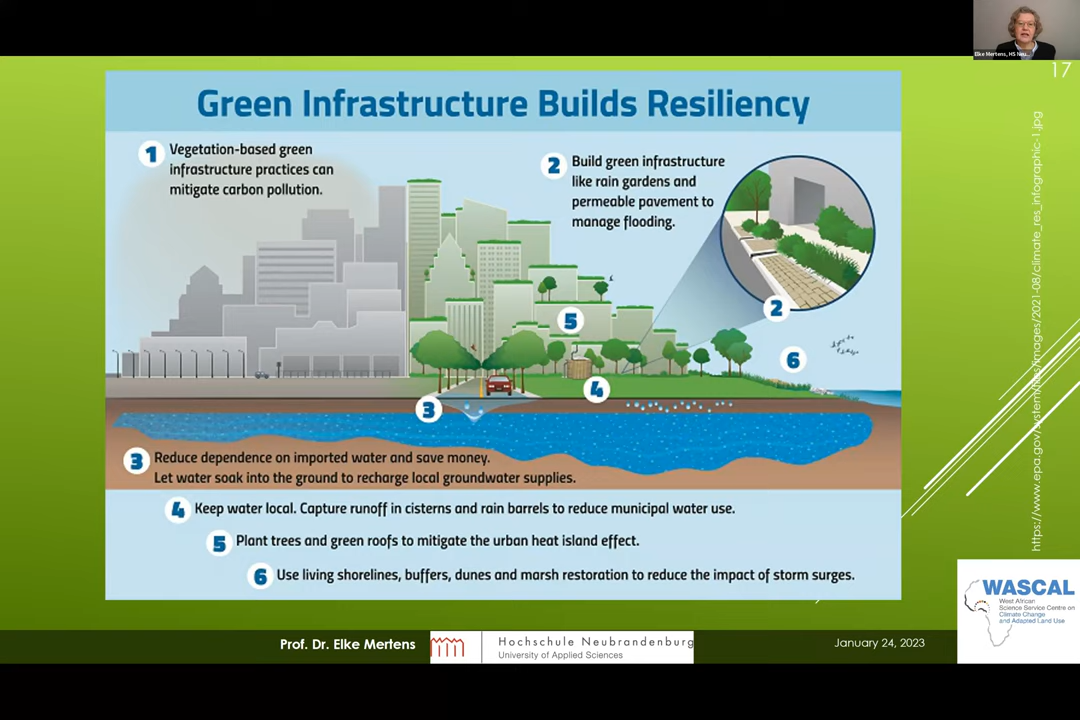 Elke Mertens, HS Neu...
17
Green Infrastructure Builds Resiliency
1
Vegetation-based green
infrastructure practices can
mitigate carbon pollution.
2
Build green infrastructure
like rain gardens and
permeable pavement to
manage flooding.
2
5
6
4
3
3
Reduce dependence on imported water and save money.
Let water soak into the ground to recharge local groundwater supplies.
4
Keep water local. Capture runoff in cisterns and rain barrels to reduce municipal water use.
5
Plant trees and green roofs to mitigate the urban heat island effect.
6
Use living shorelines, buffers, dunes and marsh restoration to reduce the impact of storm surges.
https://www.epa.gov/system/files/images/2021-08/climate_res_infographic-1.jpg
WASCAL
West African
Science Service Centre on
Climate Change
and Adapted Land Use
Prof. Dr. Elke Mertens
Hochschule Neubrandenburg
University of Applied Sciences
January 24, 2023